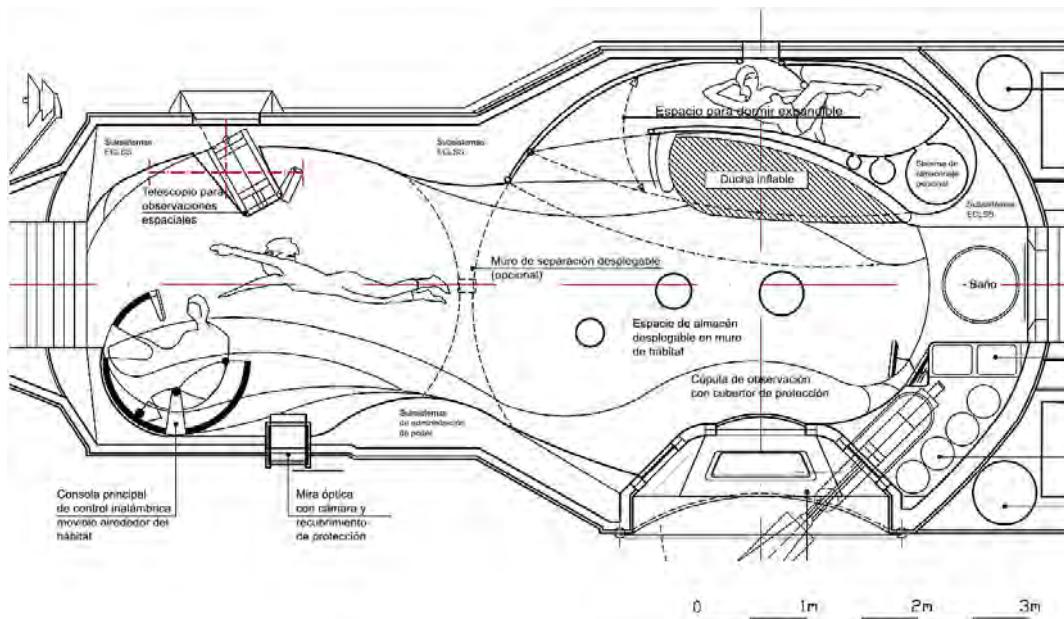 Espacio para dormir expandible
Subsistemas
ECLSS
Subsistemas
ECLSS
Sistema de
almacenaje
personal
Ducha inflable
Telescopio para
observaciones
espaciales
Subsistemas
ECLSS
Muro de separación desplegable
(opcional)
Baño
Espacio de almacén
desplegable en muro
de hábitat
Cúpula de observación
con cubertor de protección
Subsistemas
de administración
de poder
Consola principal
de control inalámbrica
movible alrededor del
hábitat
Mira óptica
con cámara y
recubrimiento
de protección
0 1m 2m 3m